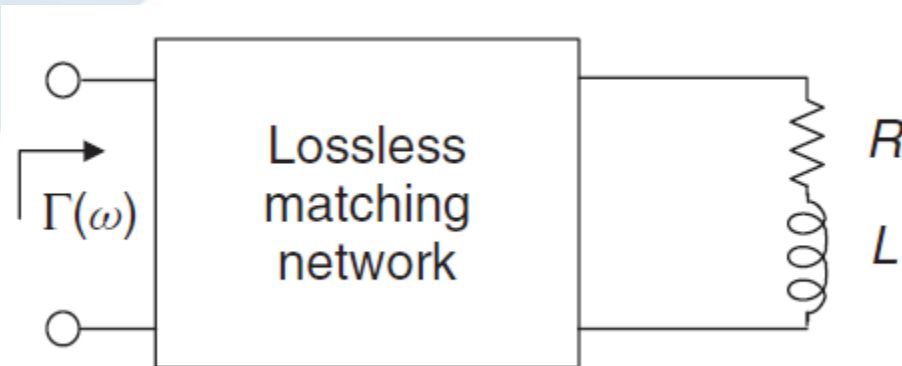 Lossless
matching
network
Γ(ω)
R
L